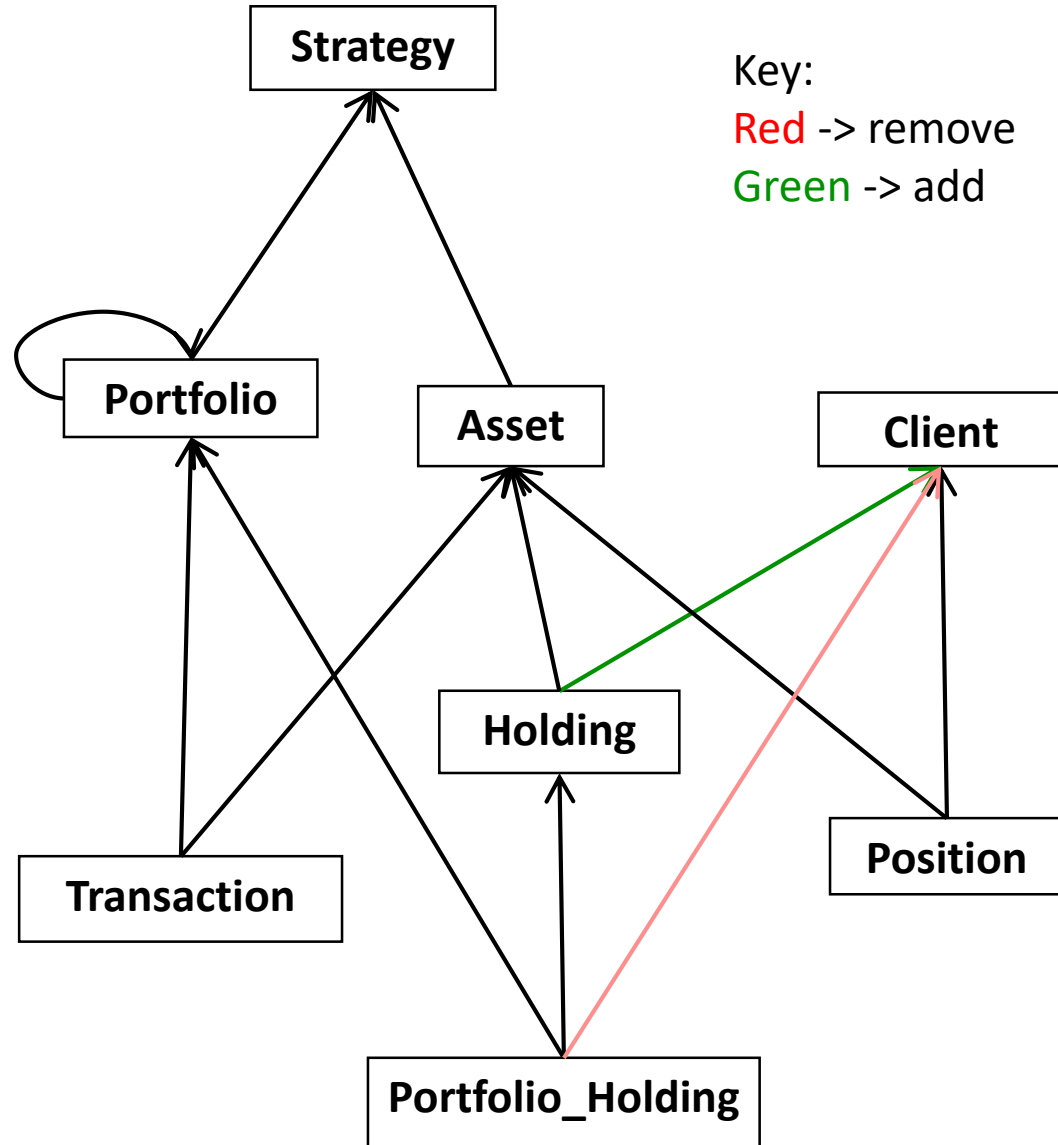 Strategy
Key:
Red -> remove
Green -> add
Portfolio
Asset
Client
Holding
Position
Transaction
Portfolio_Holding